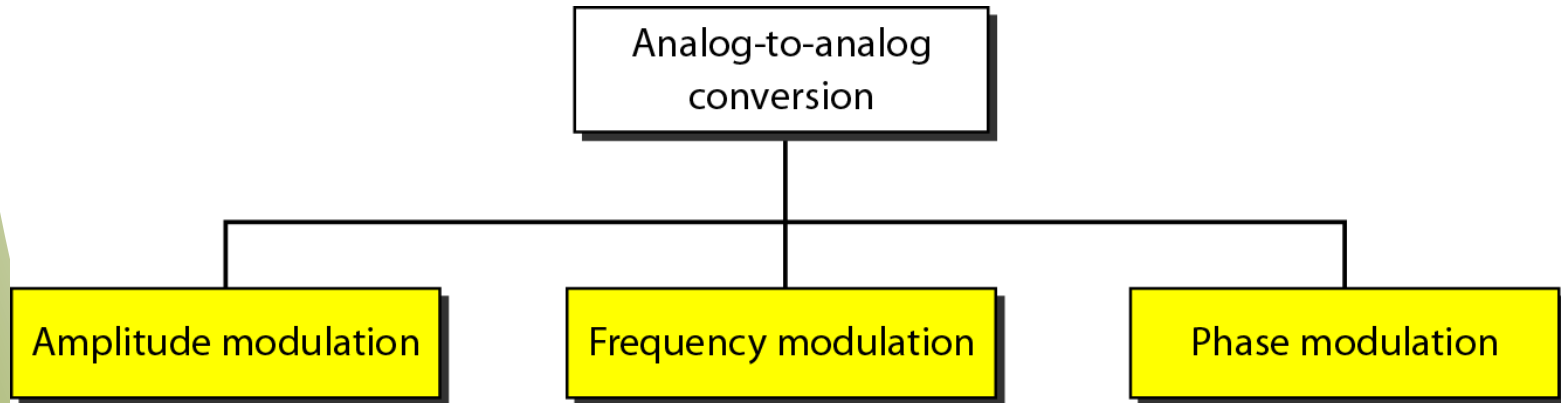 Analog-to-analog
conversion
Amplitude modulation
Frequency modulation
Phase modulation